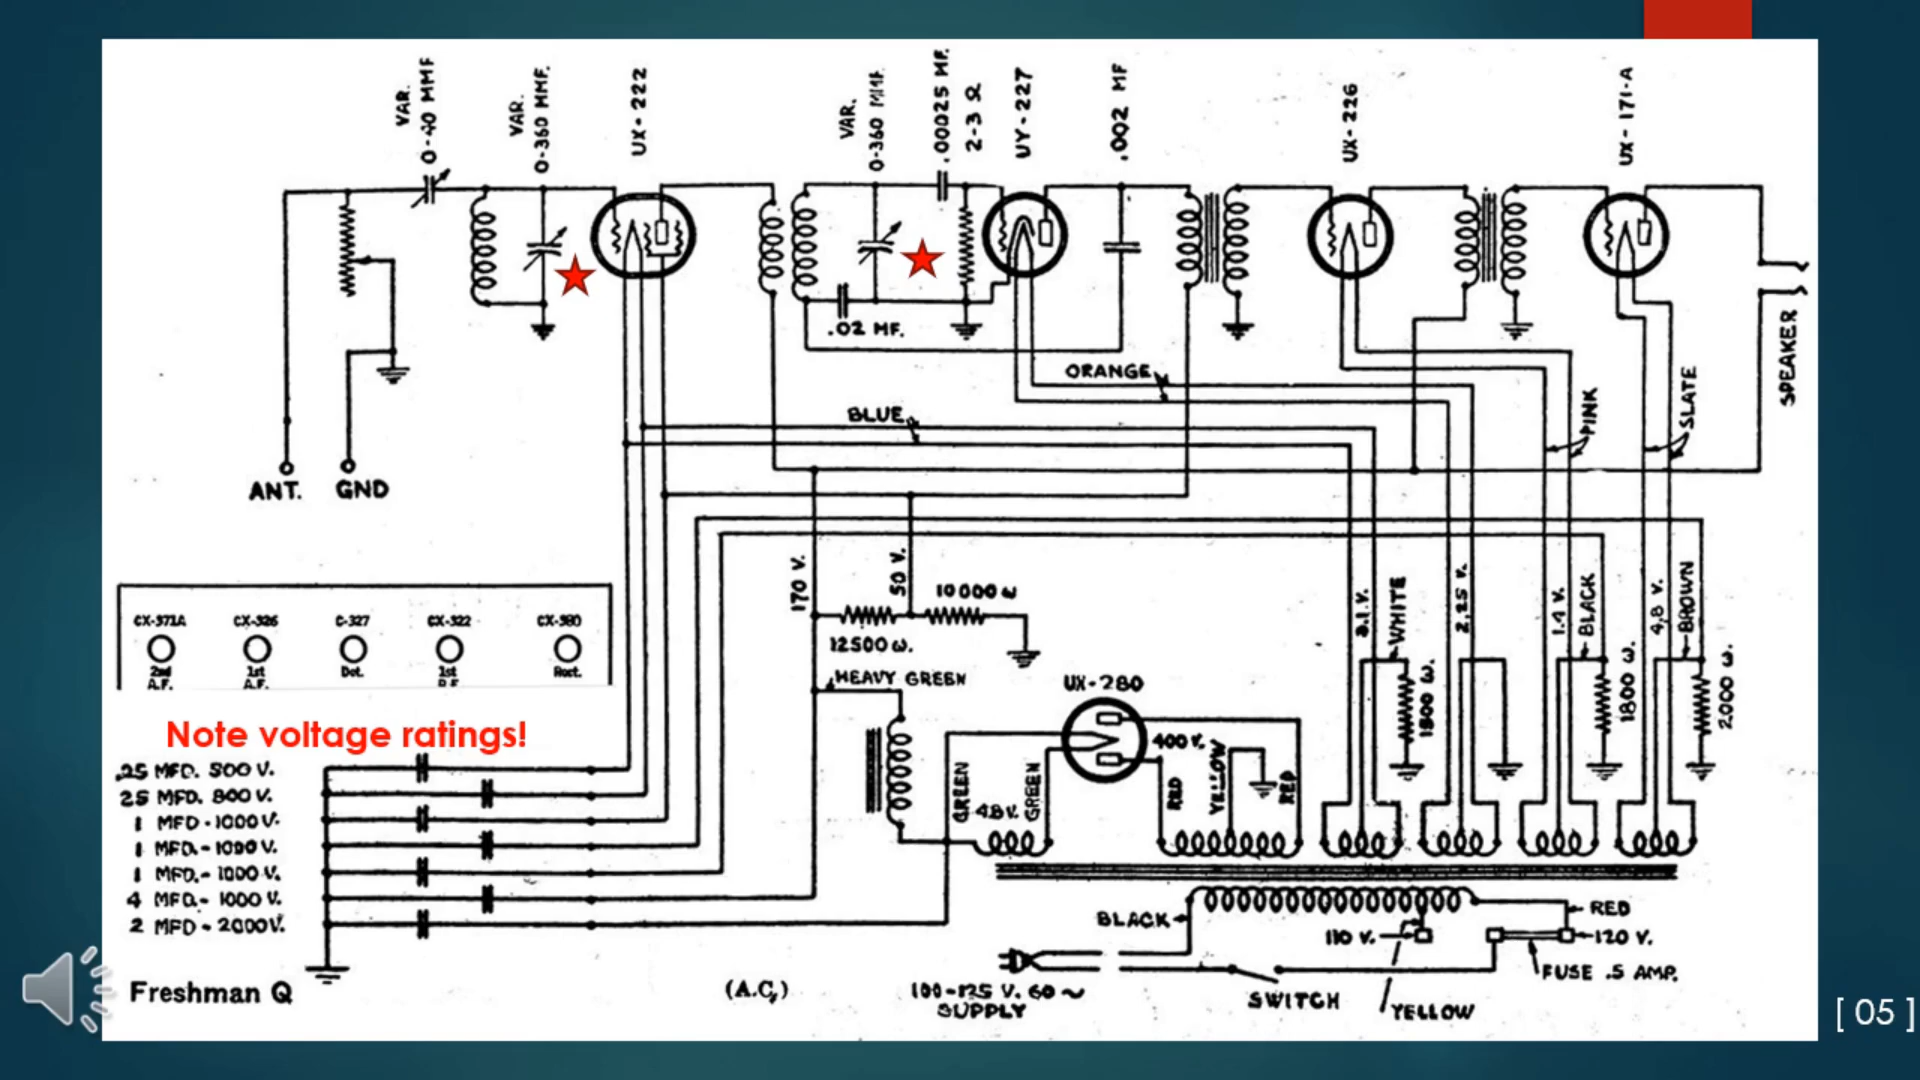 VAR.
0-40 MMF
VAR.
0-360 MMF.
UX-222
VAR.
0-360 MMF.
.00025 MF.
2-3 Ω
UY-227
.002 MF
UX-226
UX-171-A
.02 MF.
ORANGE
BLUE
PINK
SLATE
SPEAKER
ANT.
GND
170 V.
50 V.
10000 ω
12500 ω.
HEAVY GREEN
WHITE
1500 ω.
2.25 V.
1.4 V.
BLACK
1800 ω.
4.8 V.
BROWN
2000 ω.
CX-371A
CX-326
C-327
CX-322
CX-380
2nd
A.F.
1st
A.F.
Det.
1st
R.F.
Rect.
UX-280
400 V.
GREEN
4.8 V.
GREEN
RED
YELLOW
RED
Note voltage ratings!
.25 MFD. 500 V.
25 MFD. 800 V.
1 MFD-1000 V.
1 MFD.-1000 V.
1 MFD.-1000 V.
4 MFD.- 1000 V.
2 MFD - 2000 V.
BLACK
RED
110 V.
120 V.
FUSE .5 AMP.
100-125 V. 60 ~
SUPPLY
SWITCH
YELLOW
Freshman Q
(A.C.)
[ 05 ]